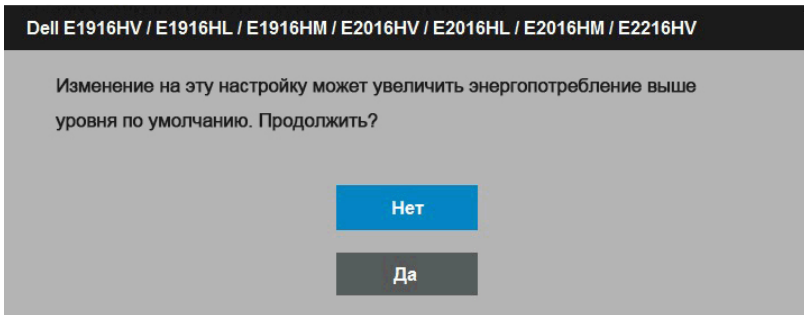 Dell E1916HV / E1916HL / E1916HM / E2016HV / E2016HL / E2016HM / E2216HV
Изменение на эту настройку может увеличить энергопотребление выше
уровня по умолчанию. Продолжить?
Нет
Да